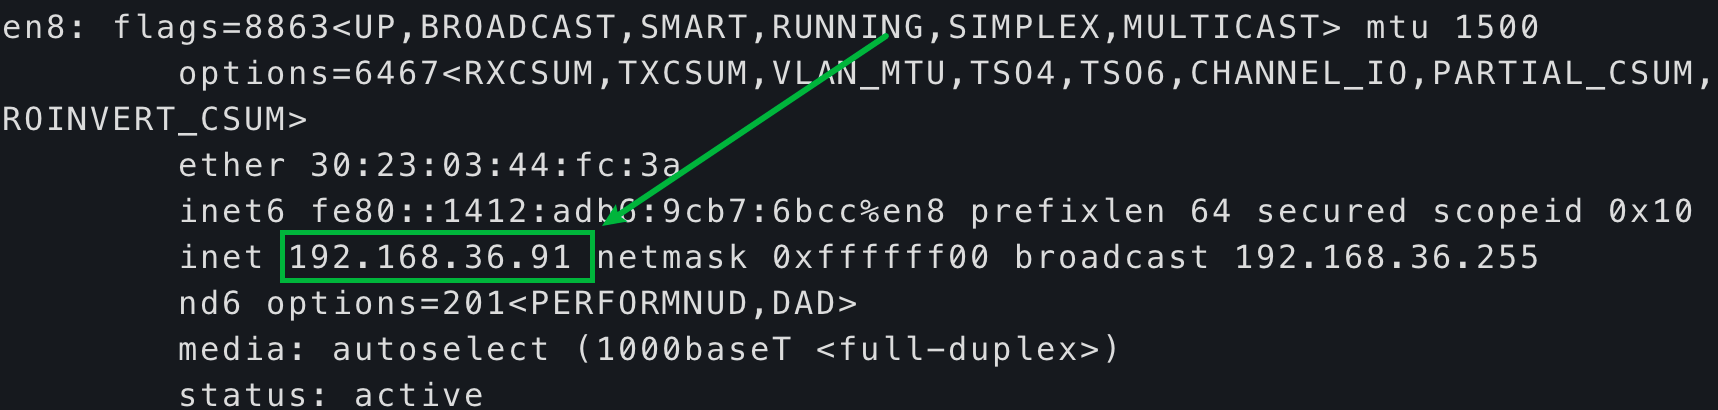 en8: flags=8863<UP,BROADCAST,SMART,RUNNING,SIMPLEX,MULTICAST> mtu 1500
options=6467<RXCSUM,TXCSUM,VLAN_MTU,TSO4,TSO6,CHANNEL_IO,PARTIAL_CSUM,
ROINVERT_CSUM>
ether 30:23:03:44:fc:3a
inet6 fe80::1412:adb6:9cb7:6bcc%en8 prefixlen 64 secured scopeid 0x10
inet 192.168.36.91 netmask 0xffffff00 broadcast 192.168.36.255
nd6 options=201<PERFORMNUD,DAD>
media: autoselect (1000baseT <full-duplex>)
status: active